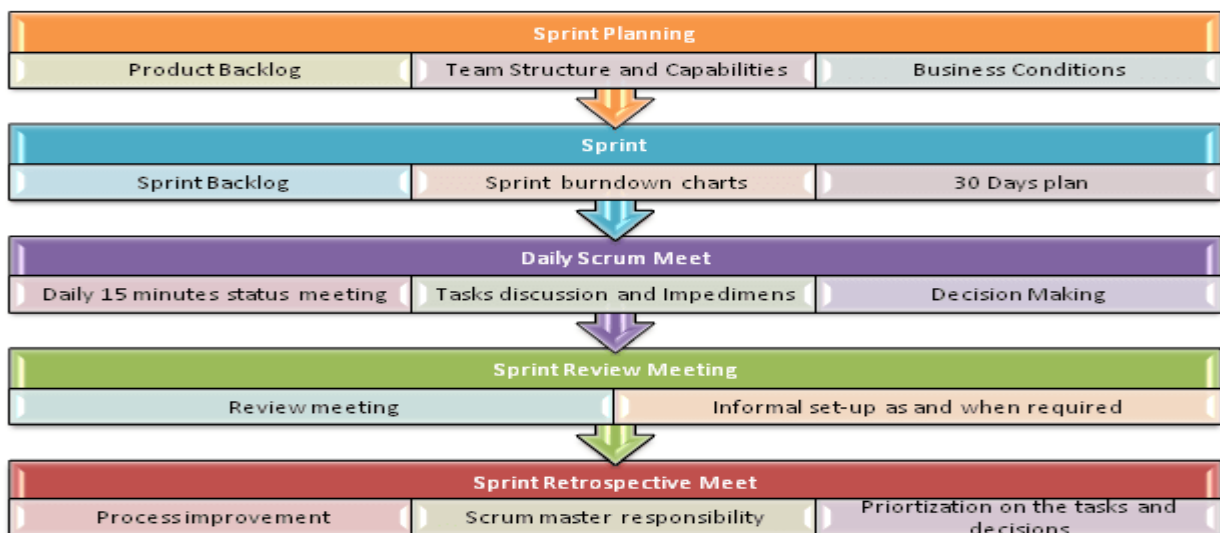 Sprint Planning
Product Backlog
Team Structure and Capabilities
Business Conditions
Sprint
Sprint Backlog
Sprint burndown charts
30 Days plan
Daily Scrum Meet
Daily 15 minutes status meeting
Tasks discussion and Impedimens
Decision Making
Sprint Review Meeting
Review meeting
Informal set-up as and when required
Sprint Retrospective Meet
Process improvement
Scrum master responsibility
Priortization on the tasks and
decisions